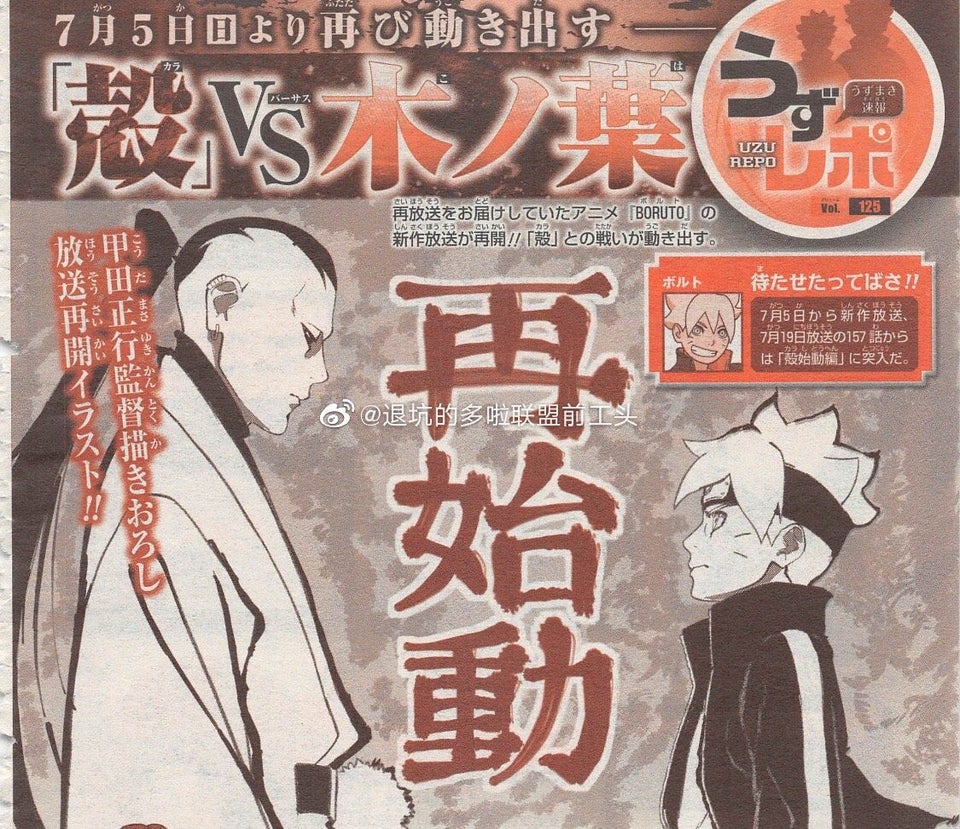 7月5日日より再び動き出す
「殻」VS木ノ葉
うずレポ
うずまき
速報
UZU
REPO
Vol. 125
再放送をお届けしていたアニメ『BORUTO』の
新作放送が再開!!「殻」との戦いが動き出す。
ボルト
待たせたってばさ!!
7月5日から新作放送、
7月19日放送の157話から
は「殻始動編」に突入だ。
甲田正行監督描きおろし
放送再開イラスト!!
再始動
@退坑的多啦联盟前工头